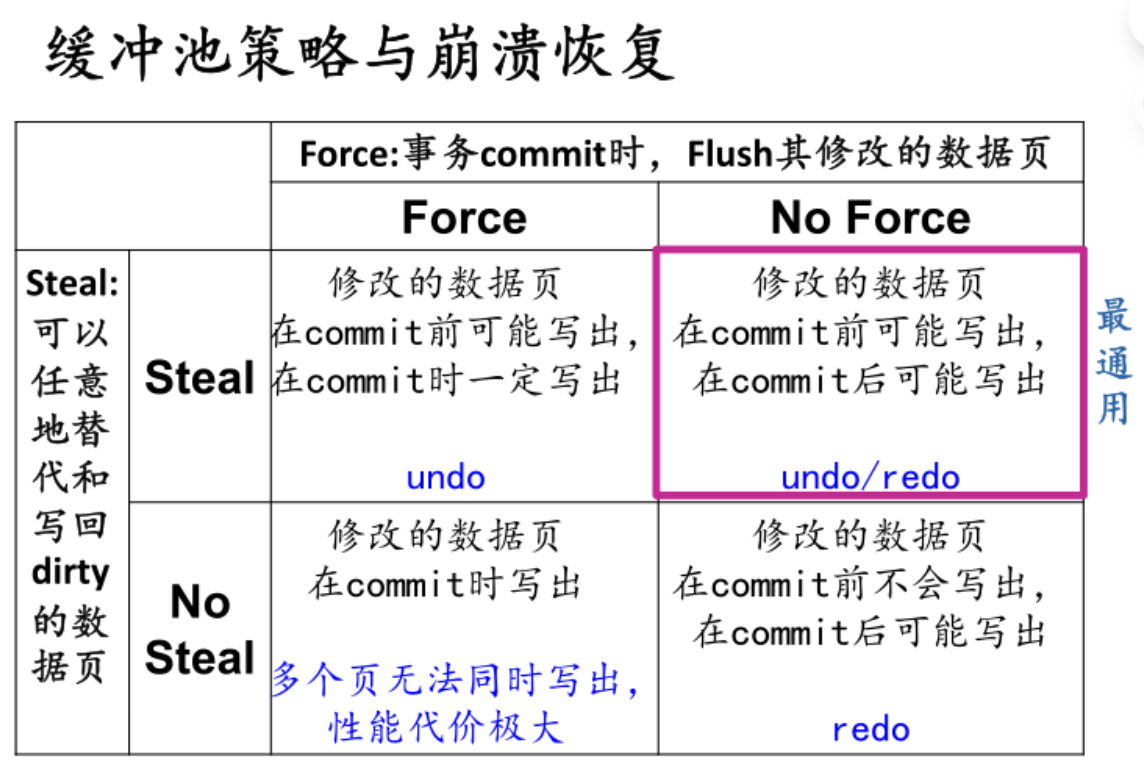 缓冲池策略与崩溃恢复
Force:事务commit时，Flush其修改的数据页
Force
No Force
Steal:
可以
任意
地替
代和
写回
dirty
的数
据页
Steal
修改的数据页
在commit前可能写出，
在commit时一定写出
undo
修改的数据页
在commit前可能写出，
在commit后可能写出
undo/redo
最
通
用
No
Steal
修改的数据页
在commit时写出
多个页无法同时写出，
性能代价极大
修改的数据页
在commit前不会写出，
在commit后可能写出
redo